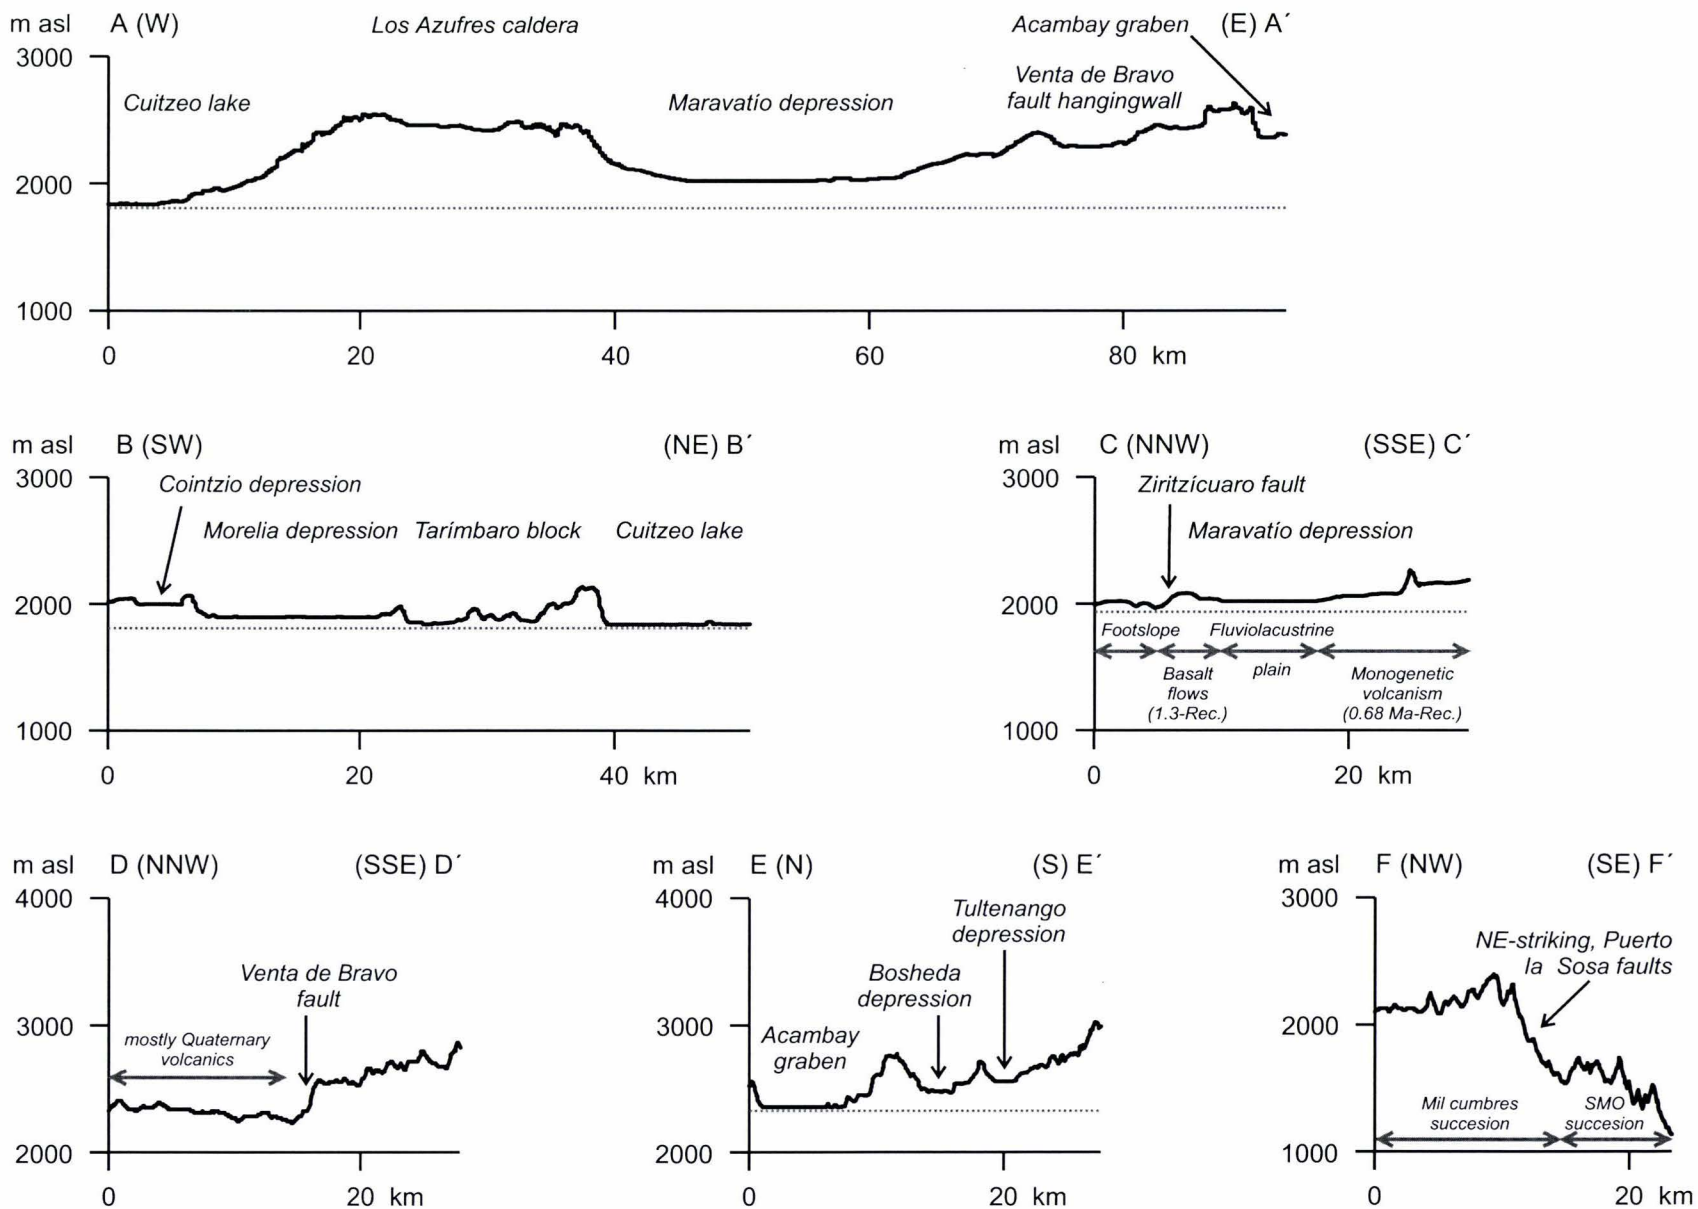 m asl
A (W)
Los Azufres caldera
Acambay graben
(E) A´
3000
Cuitzeo lake
Maravatío depression
Venta de Bravo
fault hangingwall
2000
1000
0
20
40
60
80 km
m asl
B (SW)
(NE) B´
3000
Cointzio depression
Morelia depression
Tarímbaro block
Cuitzeo lake
2000
1000
0
20
40 km
m asl
C (NNW)
(SSE) C´
3000
Ziritzícuaro fault
Maravatío depression
2000
Footslope
Fluviolacustrine
plain
Basalt
flows
(1.3-Rec.)
Monogenetic
volcanism
(0.68 Ma-Rec.)
1000
0
20 km
m asl
D (NNW)
(SSE) D´
4000
Venta de Bravo
fault
3000
mostly Quaternary
volcanics
2000
0
20 km
m asl
E (N)
(S) E´
4000
Tultenango
depression
Bosheda
depression
3000
Acambay
graben
2000
0
20 km
m asl
F (NW)
(SE) F´
3000
NE-striking, Puerto
la Sosa faults
2000
Mil cumbres
succesion
SMO
succesion
1000
0
20 km